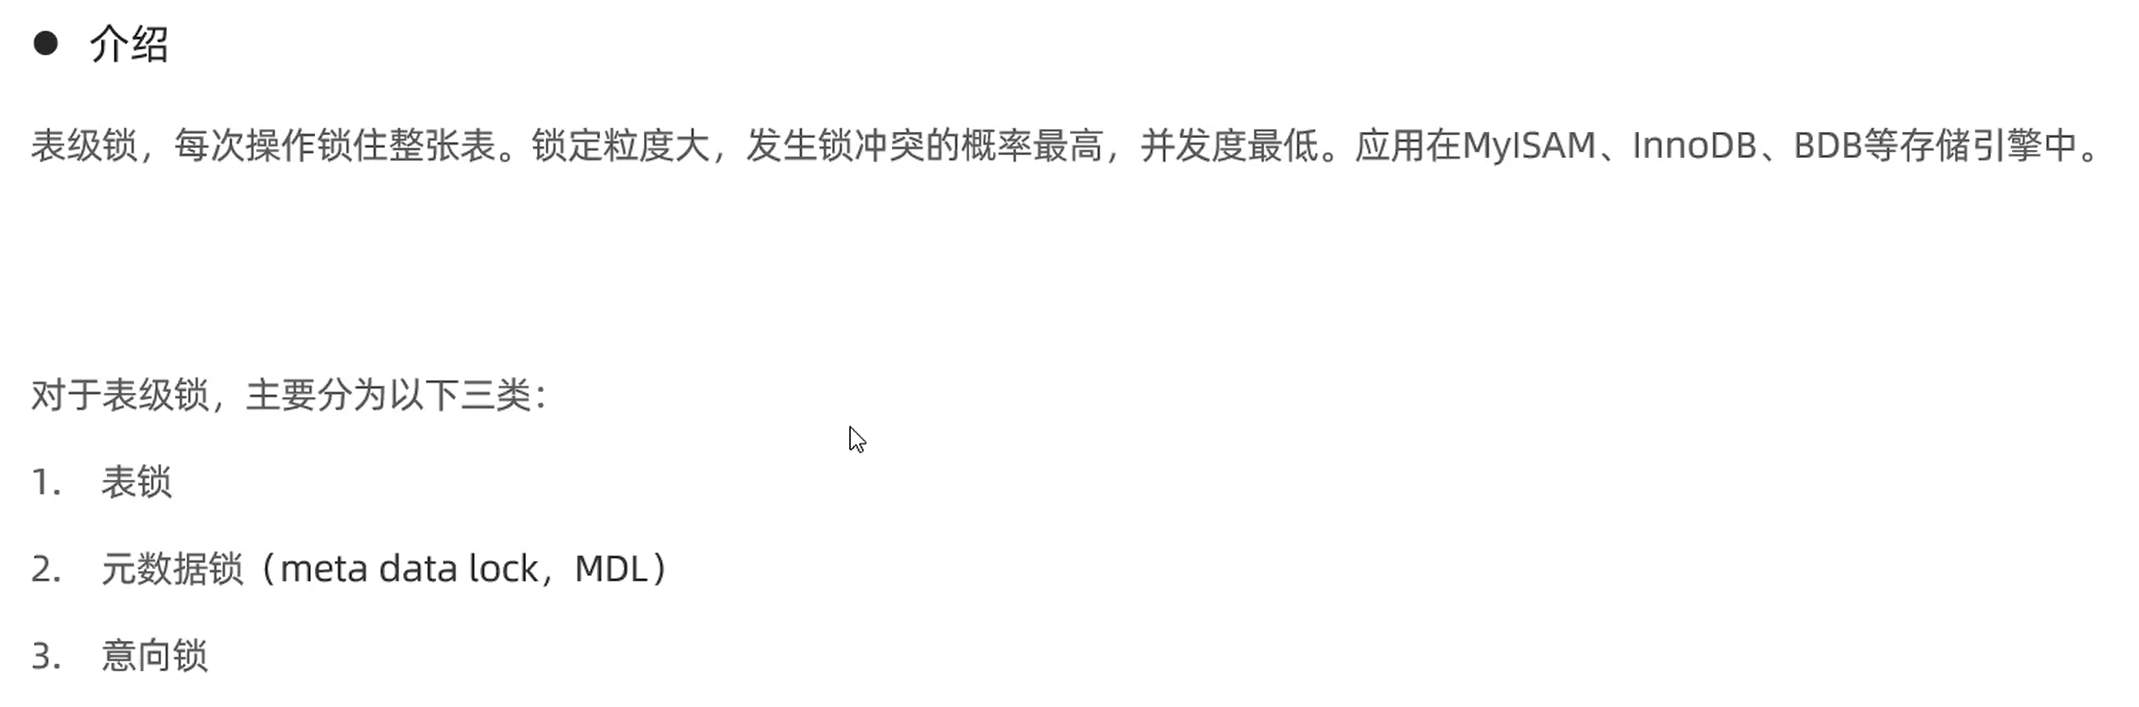 ● 介绍
表级锁，每次操作锁住整张表。锁定粒度大，发生锁冲突的概率最高，并发度最低。应用在MyISAM、InnoDB、BDB等存储引擎中。
对于表级锁，主要分为以下三类：
1. 表锁
2. 元数据锁（meta data lock，MDL）
3. 意向锁